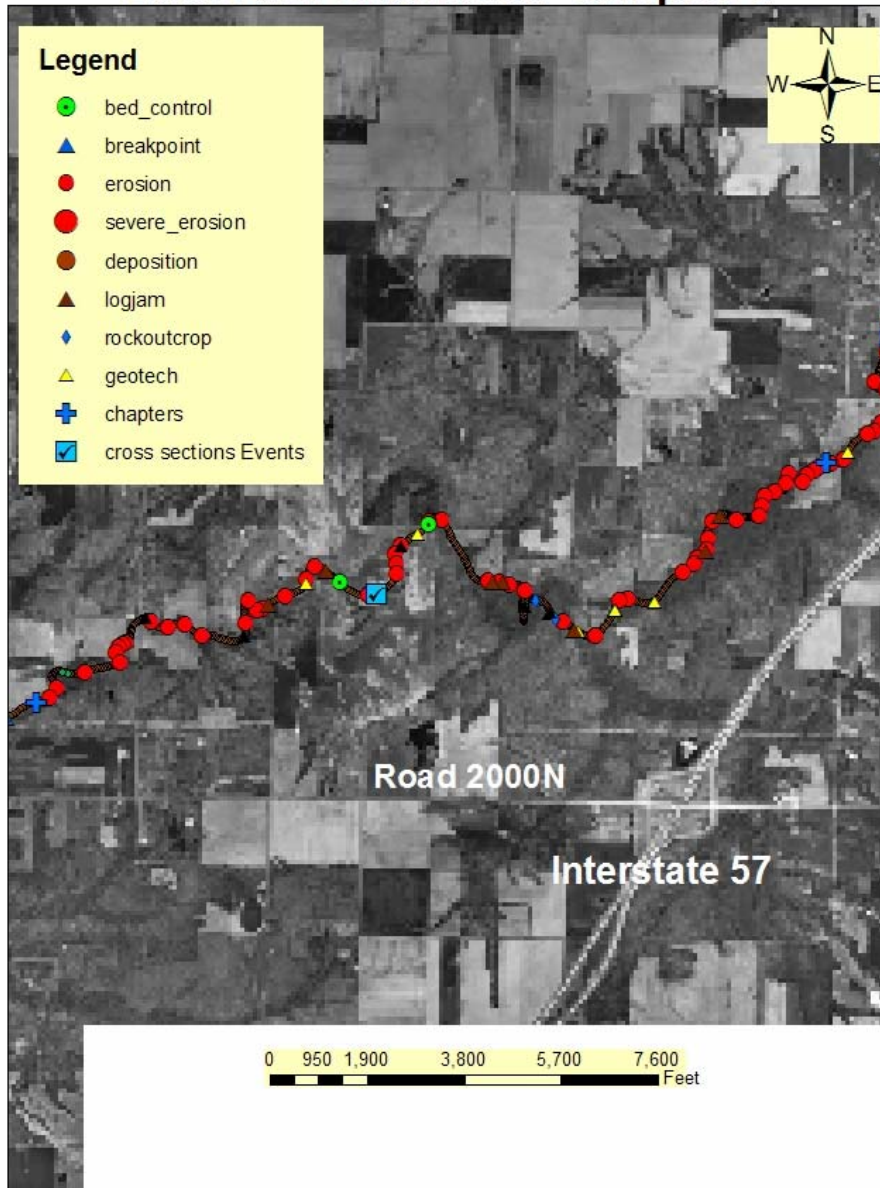 Legend
bed_control
breakpoint
erosion
severe_erosion
deposition
logjam
rockoutcrop
geotech
chapters
cross sections Events
N
W E
S
Road 2000N
Interstate 57
0 950 1,900 3,800 5,700 7,600
Feet